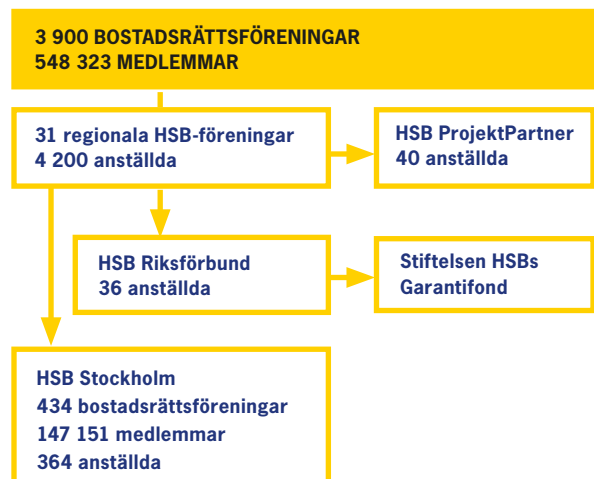 3 900 BOSTADSRÄTTSFÖRENINGAR
548 323 MEDLEMMAR
31 regionala HSB-föreningar
4 200 anställda
HSB ProjektPartner
40 anställda
HSB Riksförbund
36 anställda
Stiftelsen HSBs
Garantifond
HSB Stockholm
434 bostadsrättsföreningar
147 151 medlemmar
364 anställda